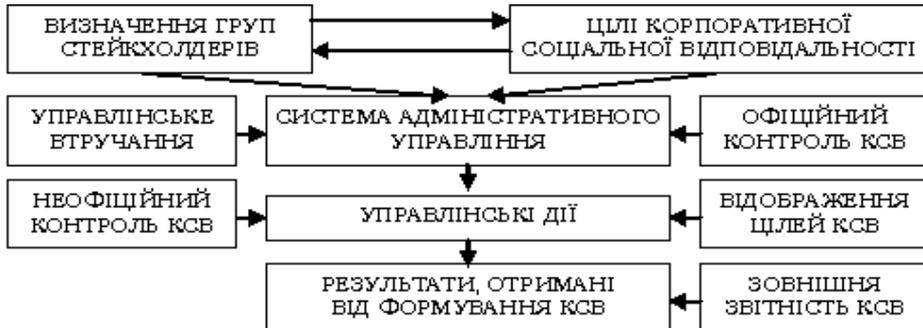 ВИЗНАЧЕННЯ ГРУП
СТЕЙКХОЛДЕРІВ
ЦІЛІ КОРПОРАТИВНОЇ
СОЦІАЛЬНОЇ ВІДПОВІДАЛЬНОСТІ
УПРАВЛІНСЬКЕ
ВТРУЧАННЯ
СИСТЕМА АДМІНІСТРАТИВНОГО
УПРАВЛІННЯ
ОФІЦІЙНИЙ
КОНТРОЛЬ КСВ
НЕОФІЦІЙНИЙ
КОНТРОЛЬ КСВ
УПРАВЛІНСЬКІ ДІЇ
ВІДОБРАЖЕННЯ
ЦІЛЕЙ КСВ
РЕЗУЛЬТАТИ, ОТРИМАНІ
ВІД ФОРМУВАННЯ КСВ
ЗОВНІШНЯ
ЗВІТНІСТЬ КСВ